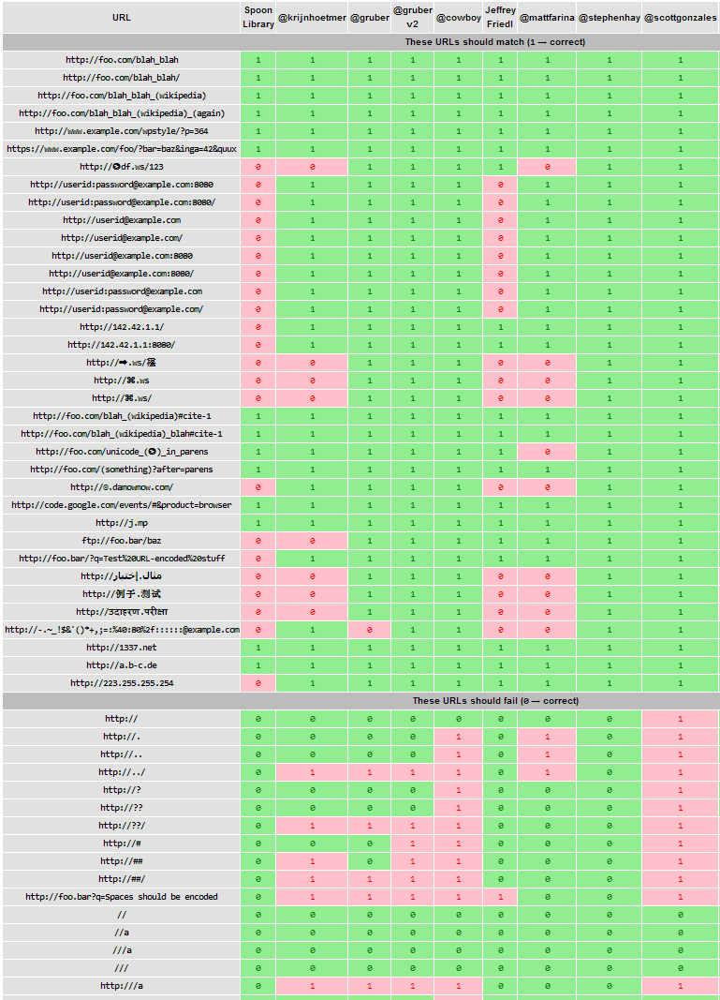 URL Spoon Library @krijnhoetmer @gruber @gruber v2 @cowboy Jeffrey Friedl @mattfarina @stephenhay @scottgonzales
These URLs should match (1 → correct)
http://foo.com/blah_blah 1 1 1 1 1 1 1 1 1
http://foo.com/blah_blah/ 1 1 1 1 1 1 1 1 1
http://foo.com/blah_blah_(wikipedia) 1 1 1 1 1 1 1 1 1
http://foo.com/blah_blah_(wikipedia)_(again) 1 1 1 1 1 1 1 1 1
http://www.example.com/wpstyle/?p=364 1 1 1 1 1 1 1 1 1
https://www.example.com/foo/?bar=baz&inga=42&quux 1 1 1 1 1 1 1 1 1
http://✪df.ws/123 0 0 1 1 1 1 0 1 1
http://userid:password@example.com:8080 0 1 1 1 1 0 1 1 1
http://userid:password@example.com:8080/ 0 1 1 1 1 0 1 1 1
http://userid@example.com 0 1 1 1 1 0 1 1 1
http://userid@example.com/ 0 1 1 1 1 0 1 1 1
http://userid@example.com:8080 0 1 1 1 1 0 1 1 1
http://userid@example.com:8080/ 0 1 1 1 1 0 1 1 1
http://userid:password@example.com 0 1 1 1 1 0 1 1 1
http://userid:password@example.com/ 0 1 1 1 1 0 1 1 1
http://142.42.1.1/ 0 1 1 1 1 1 1 1 1
http://142.42.1.1:8080/ 0 1 1 1 1 1 1 1 1
http://➡.ws/䨹 0 0 1 1 1 0 0 1 1
http://⌘.ws 0 0 1 1 1 0 0 1 1
http://⌘.ws/ 0 0 1 1 1 0 0 1 1
http://foo.com/blah_(wikipedia)#cite-1 1 1 1 1 1 1 1 1 1
http://foo.com/blah_(wikipedia)_blah#cite-1 1 1 1 1 1 1 1 1 1
http://foo.com/unicode_(✪)_in_parens 1 1 1 1 1 1 0 1 1
http://foo.com/(something)?after=parens 1 1 1 1 1 1 1 1 1
http://☺.damowmow.com/ 0 1 1 1 1 0 0 1 1
http://code.google.com/events/#&product=browser 1 1 1 1 1 1 1 1 1
http://j.mp 1 1 1 1 1 1 1 1 1
ftp://foo.bar/baz 0 0 1 1 1 1 1 1 1
http://foo.bar/?q=Test%20URL-encoded%20stuff 0 1 1 1 1 1 1 1 1
http://مثال.إختبار 0 0 1 1 1 0 0 1 1
http://例子.测试 0 0 1 1 1 0 0 1 1
http://उदाहरण.परीक्षा 0 0 1 1 1 0 0 1 1
http://-.~_!$&'()*+,;=:%40:80%2f::::::@example.com 0 1 0 1 1 0 0 1 1
http://1337.net 1 1 1 1 1 1 1 1 1
http://a.b-c.de 1 1 1 1 1 1 1 1 1
http://223.255.255.254 0 1 1 1 1 1 1 1 1
These URLs should fail (0 → correct)
http:// 0 0 0 0 0 0 0 0 1
http://. 0 0 0 0 1 0 1 0 1
http://.. 0 0 0 0 1 0 1 0 1
http://../ 0 1 1 1 1 0 1 0 1
http://? 0 0 0 0 1 0 0 0 1
http://?? 0 0 0 0 1 0 0 0 1
http://??/ 0 1 1 1 1 0 0 0 1
http://# 0 0 0 1 1 0 0 0 1
http://## 0 1 0 1 1 0 0 0 1
http://##/ 0 1 1 1 1 0 0 0 1
http://foo.bar?q=Spaces should be encoded 0 1 1 1 1 1 0 0 1
// 0 0 0 0 0 0 0 0 0
//a 0 0 0 0 0 0 0 0 0
///a 0 0 0 0 0 0 0 0 0
/// 0 0 0 0 0 0 0 0 0
http:///a 0 1 1 1 1 0 0 0 1